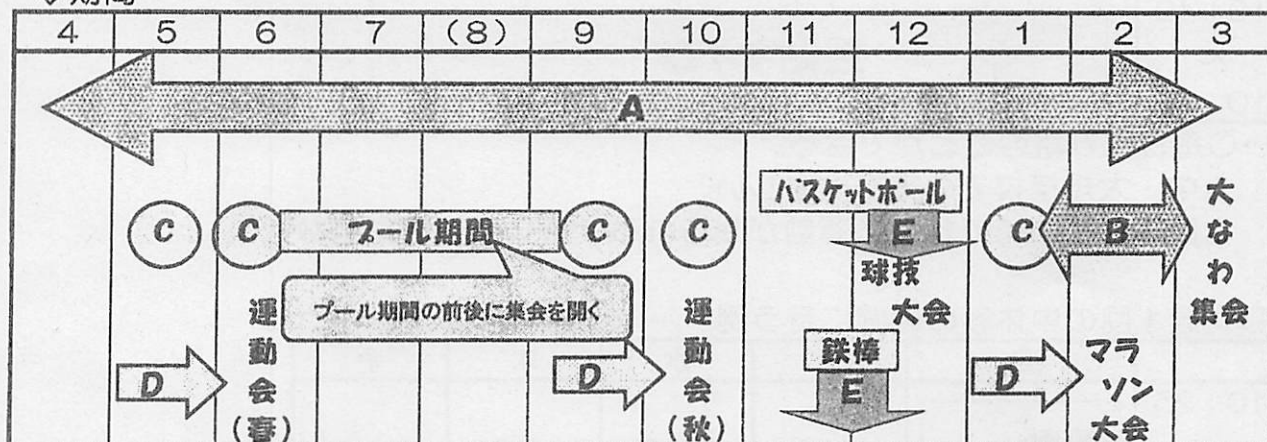 期間
4 5 6 7 (8) 9 10 11 12 1 2 3
A
バスケットボール
C C プール期間 C C E C B
大なわ集会
球技大会
プール期間の前後に集会を開く
運動会(春)
運動会(秋)
鉄棒
D D E D
マラソン大会